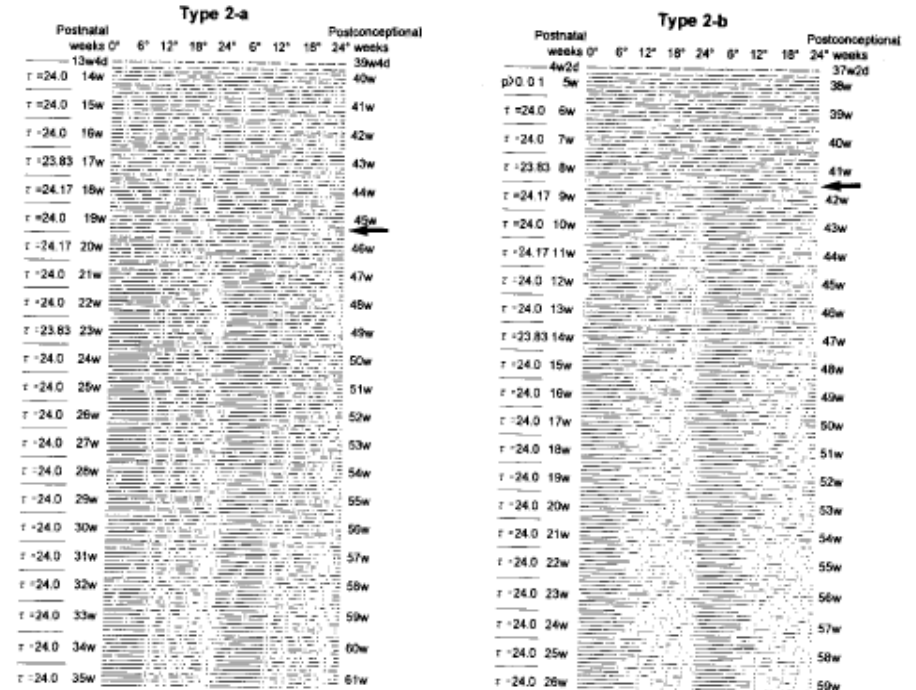 Type 2-a
Postnatal Postconceptional
weeks 0° 6° 12° 18° 24° 6° 12° 18° 24° weeks
13w4d 39w4d
τ =24.0 14w 40w
τ =24.0 15w 41w
τ =24.0 16w 42w
τ =23.83 17w 43w
τ =24.17 18w 44w
τ =24.0 19w 45w
τ =24.17 20w 46w
τ =24.0 21w 47w
τ =24.0 22w 48w
τ =23.83 23w 49w
τ =24.0 24w 50w
τ =24.0 25w 51w
τ =24.0 26w 52w
τ =24.0 27w 53w
τ =24.0 28w 54w
τ =24.0 29w 55w
τ =24.0 30w 56w
τ =24.0 31w 57w
τ =24.0 32w 58w
τ =24.0 33w 59w
τ =24.0 34w 60w
τ =24.0 35w 61w
Type 2-b
Postnatal Postconceptional
weeks 0° 6° 12° 18° 24° 6° 12° 18° 24° weeks
4w2d 37w2d
p>0.01 5w 38w
τ =24.0 6w 39w
τ =24.0 7w 40w
τ =23.83 8w 41w
τ =24.17 9w 42w
τ =24.0 10w 43w
τ =24.17 11w 44w
τ =24.0 12w 45w
τ =24.0 13w 46w
τ =23.83 14w 47w
τ =24.0 15w 48w
τ =24.0 16w 49w
τ =24.0 17w 50w
τ =24.0 18w 51w
τ =24.0 19w 52w
τ =24.0 20w 53w
τ =24.0 21w 54w
τ =24.0 22w 55w
τ =24.0 23w 56w
τ =24.0 24w 57w
τ =24.0 25w 58w
τ =24.0 26w 59w